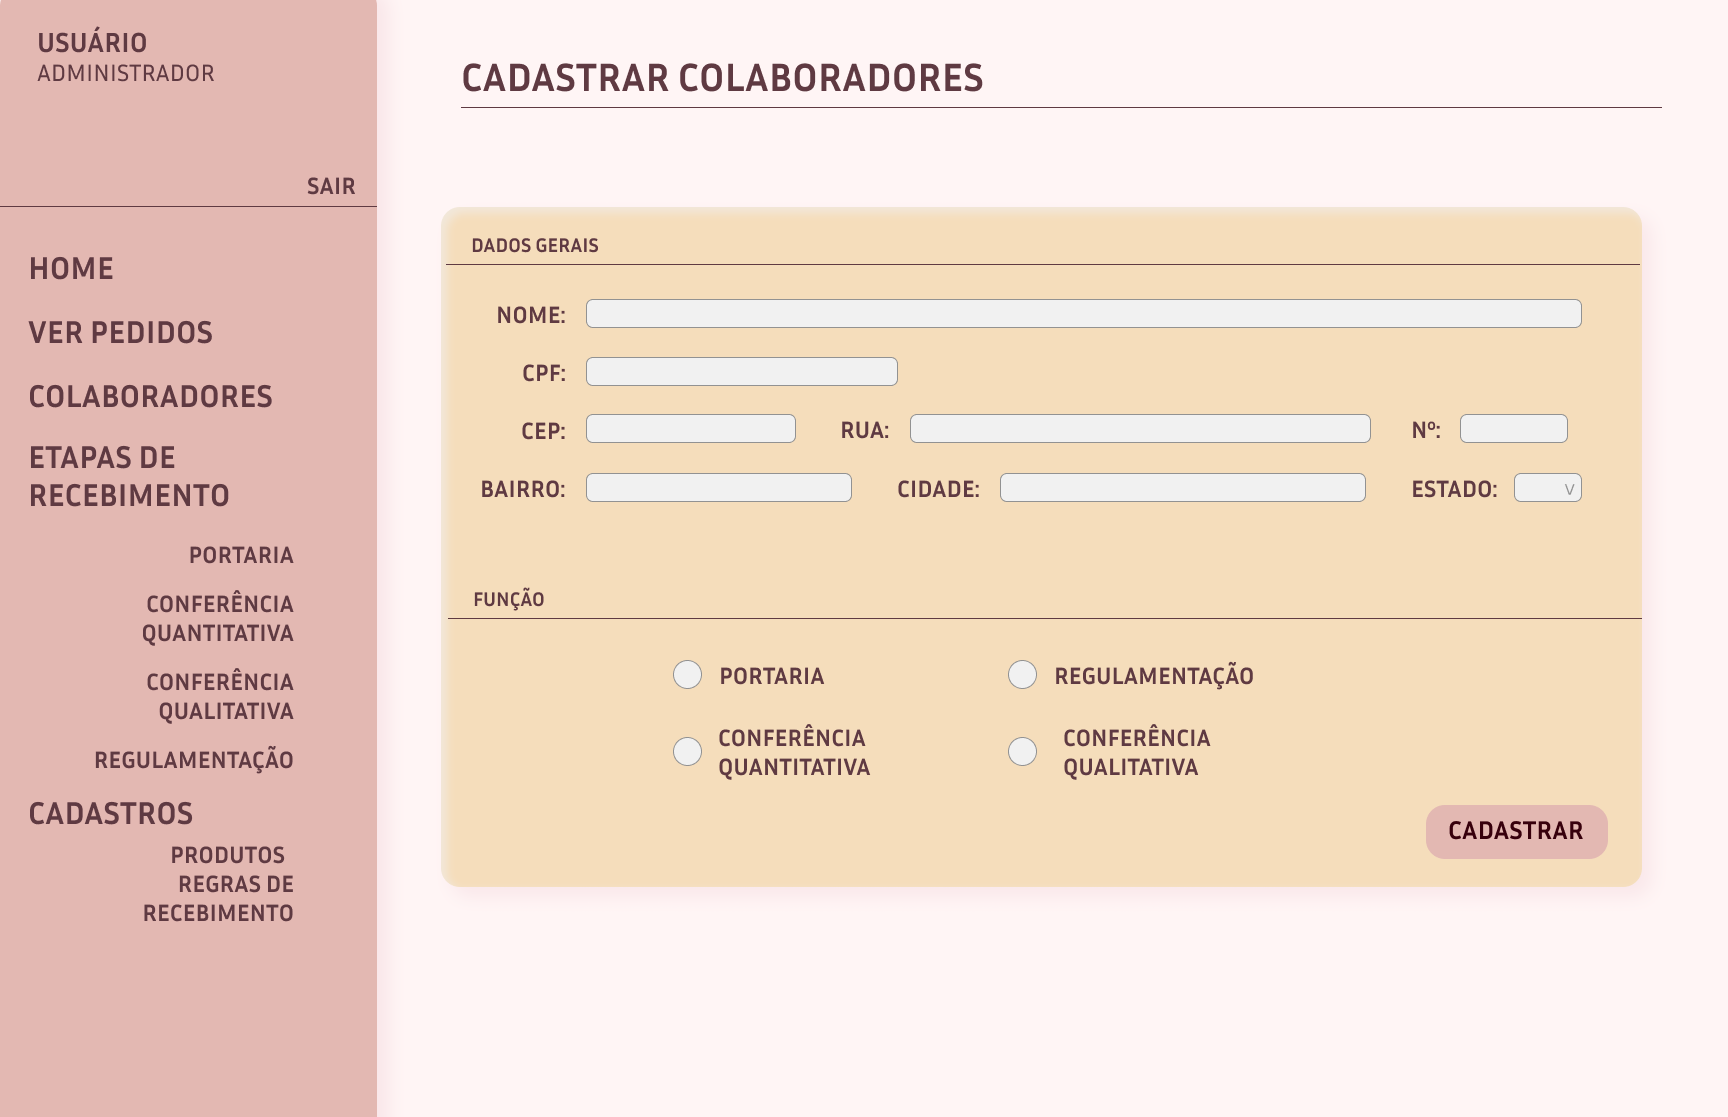 USUÁRIO
ADMINISTRADOR
SAIR
HOME
VER PEDIDOS
COLABORADORES
ETAPAS DE
RECEBIMENTO
PORTARIA
CONFERÊNCIA
QUANTITATIVA
CONFERÊNCIA
QUALITATIVA
REGULAMENTAÇÃO
CADASTROS
PRODUTOS
REGRAS DE
RECEBIMENTO
CADASTRAR COLABORADORES
DADOS GERAIS
NOME:
CPF:
CEP: RUA: Nº:
BAIRRO: CIDADE: ESTADO: V
FUNÇÃO
PORTARIA
REGULAMENTAÇÃO
CONFERÊNCIA
QUANTITATIVA
CONFERÊNCIA
QUALITATIVA
CADASTRAR